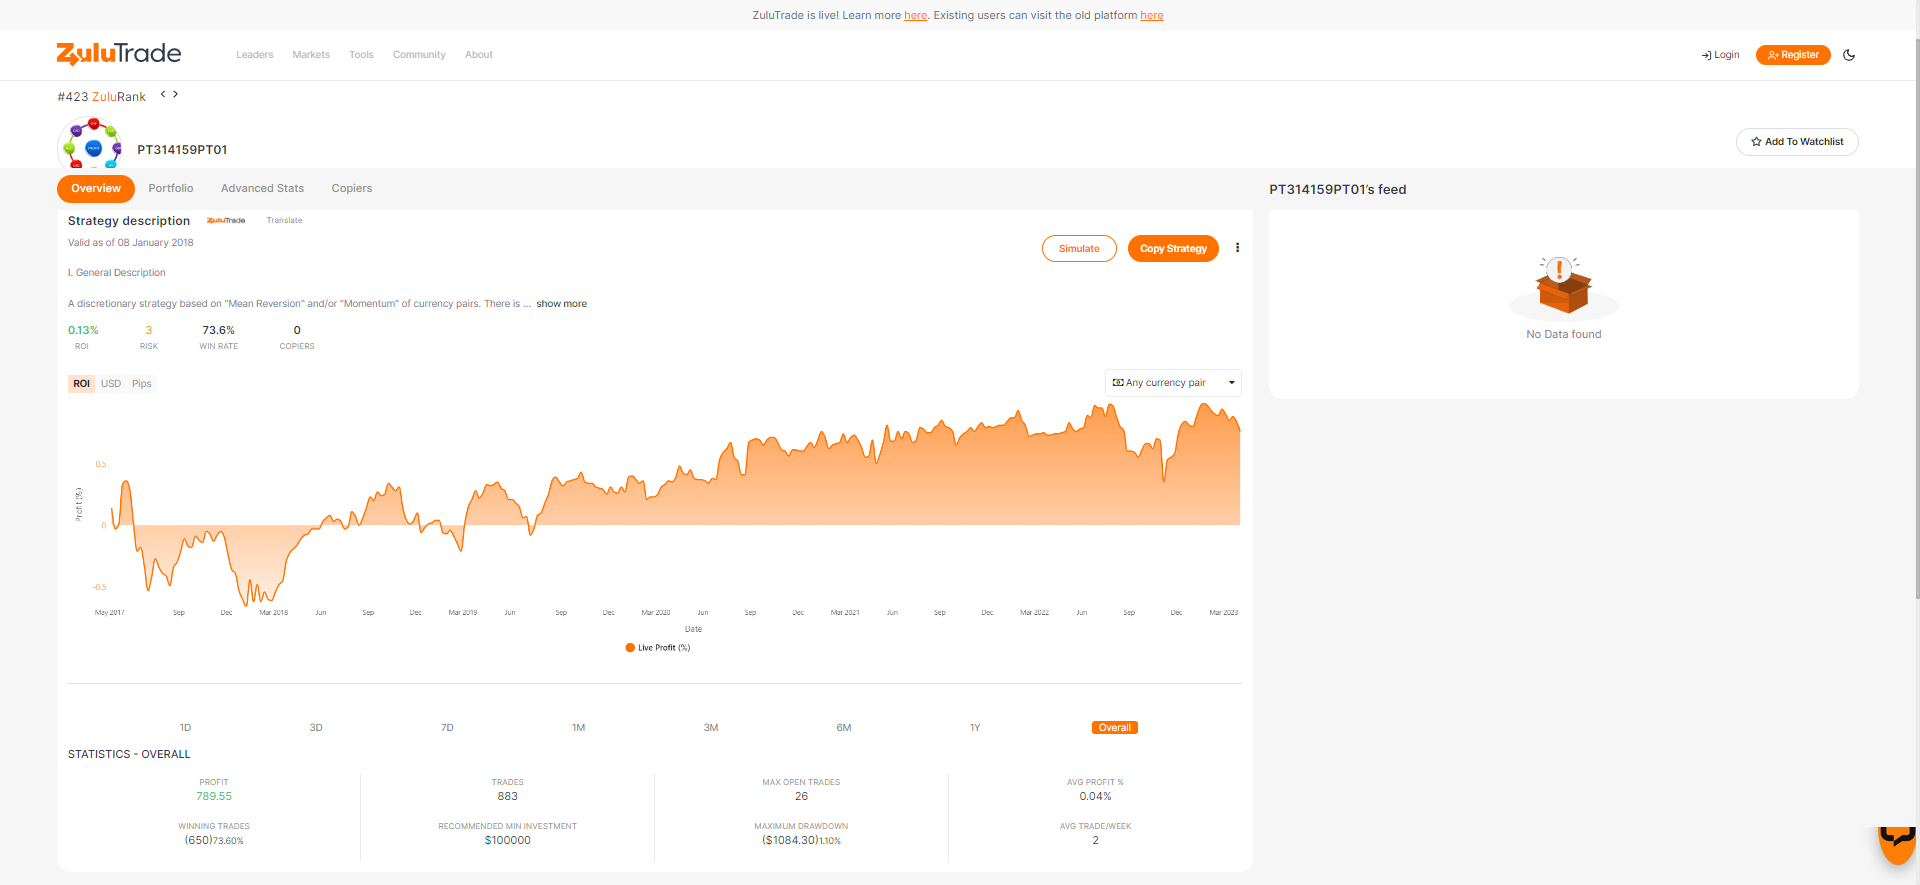 ZuluTrade is live! Learn more here. Existing users can visit the old platform here
ZuluTrade
Leaders Markets Tools Community About
Login Register
#423 ZuluRank
PT314159PT01
Add To Watchlist
Overview Portfolio Advanced Stats Copiers
PT314159PT01's feed
Strategy description ZuluTrade Translate
Valid as of 08 January 2018
Simulate Copy Strategy
I. General Description
A discretionary strategy based on "Mean Reversion" and/or "Momentum" of currency pairs. There is ... show more
No Data found
0.13% 3 73.6% 0
ROI RISK WIN RATE COPIERS
ROI USD Pips
Any currency pair
0.5
Profit (%)
0
-0.5
May 2017 Sep Dec Mar 2018 Jun Sep Dec Mar 2019 Jun Sep Dec Mar 2020 Jun Sep Dec Mar 2021 Jun Sep Dec Mar 2022 Jun Sep Dec Mar 2023
Date
Live Profit (%)
1D 3D 7D 1M 3M 6M 1Y Overall
STATISTICS - OVERALL
PROFIT TRADES MAX OPEN TRADES AVG PROFIT %
789.55 883 26 0.04%
WINNING TRADES RECOMMENDED MIN INVESTMENT MAXIMUM DRAWDOWN AVG TRADE/WEEK
(650)73.60% $100000 ($1084.30)1.10% 2